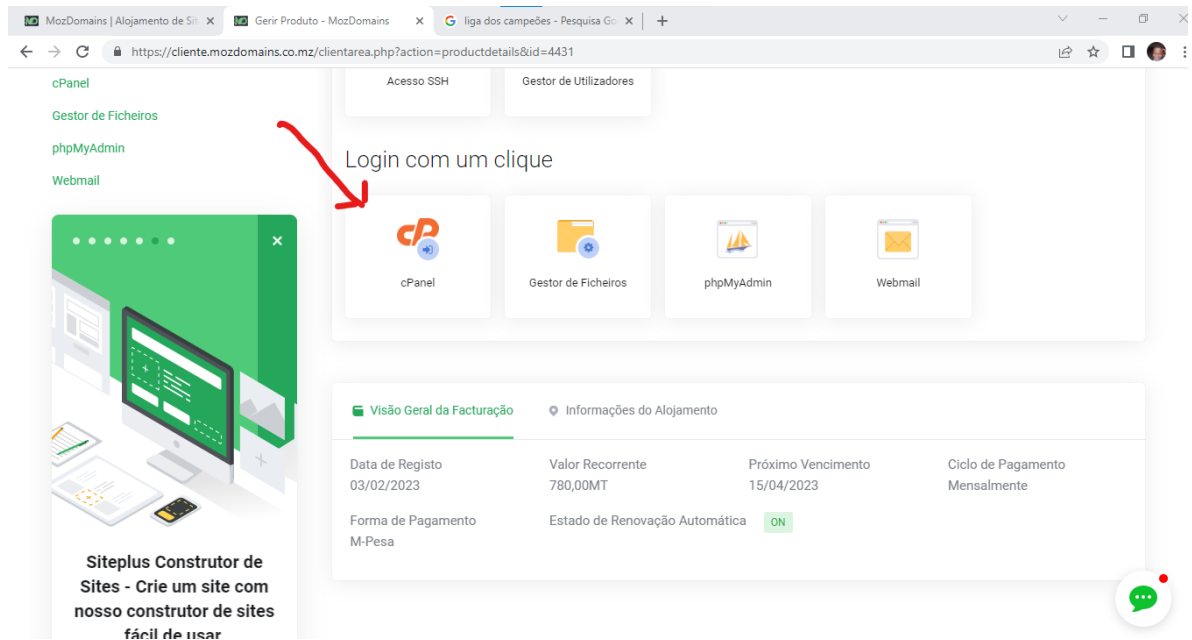 MozDomains | Alojamento de Sit
Gerir Produto - MozDomains
liga dos campeões - Pesquisa Go
https://cliente.mozdomains.co.mz/clientarea.php?action=productdetails&id=4431
cPanel
Gestor de Ficheiros
phpMyAdmin
Webmail
Acesso SSH
Gestor de Utilizadores
Login com um clique
cPanel
Gestor de Ficheiros
phpMyAdmin
Webmail
Siteplus Construtor de
Sites - Crie um site com
nosso construtor de sites
fácil de usar
Visão Geral da Facturação
Informações do Alojamento
Data de Registo
03/02/2023
Valor Recorrente
780,00MT
Próximo Vencimento
15/04/2023
Ciclo de Pagamento
Mensalmente
Forma de Pagamento
M-Pesa
Estado de Renovação Automática
ON